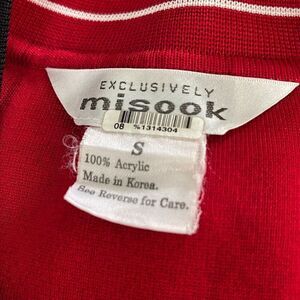 EXCLUSIVELY
misook
08 %1314304
S
100% Acrylic
Made in Korea.
See Reverse for Care.